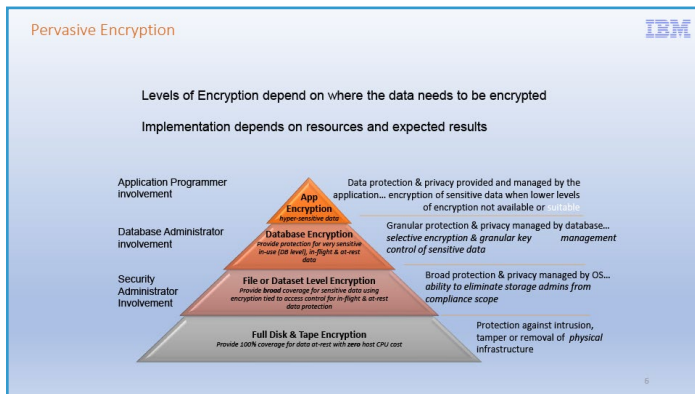 Pervasive Encryption
IBM
Levels of Encryption depend on where the data needs to be encrypted
Implementation depends on resources and expected results
Application Programmer
involvement
App
Encryption
hyper-sensitive data
Data protection & privacy provided and managed by the
application... encryption of sensitive data when lower levels
of encryption not available or suitable
Database Administrator
involvement
Database Encryption
Provide protection for very sensitive
in-use (DB level), in-flight & at-rest
data
Granular protection & privacy managed by database...
selective encryption & granular key management
control of sensitive data
Security
Administrator
Involvement
File or Dataset Level Encryption
Provide broad coverage for sensitive data using
encryption tied to access control for in-flight & at-rest
data protection
Broad protection & privacy managed by OS...
ability to eliminate storage admins from
compliance scope
Full Disk & Tape Encryption
Provide 100% coverage for data at-rest with zero host CPU cost
Protection against intrusion,
tamper or removal of physical
infrastructure
6